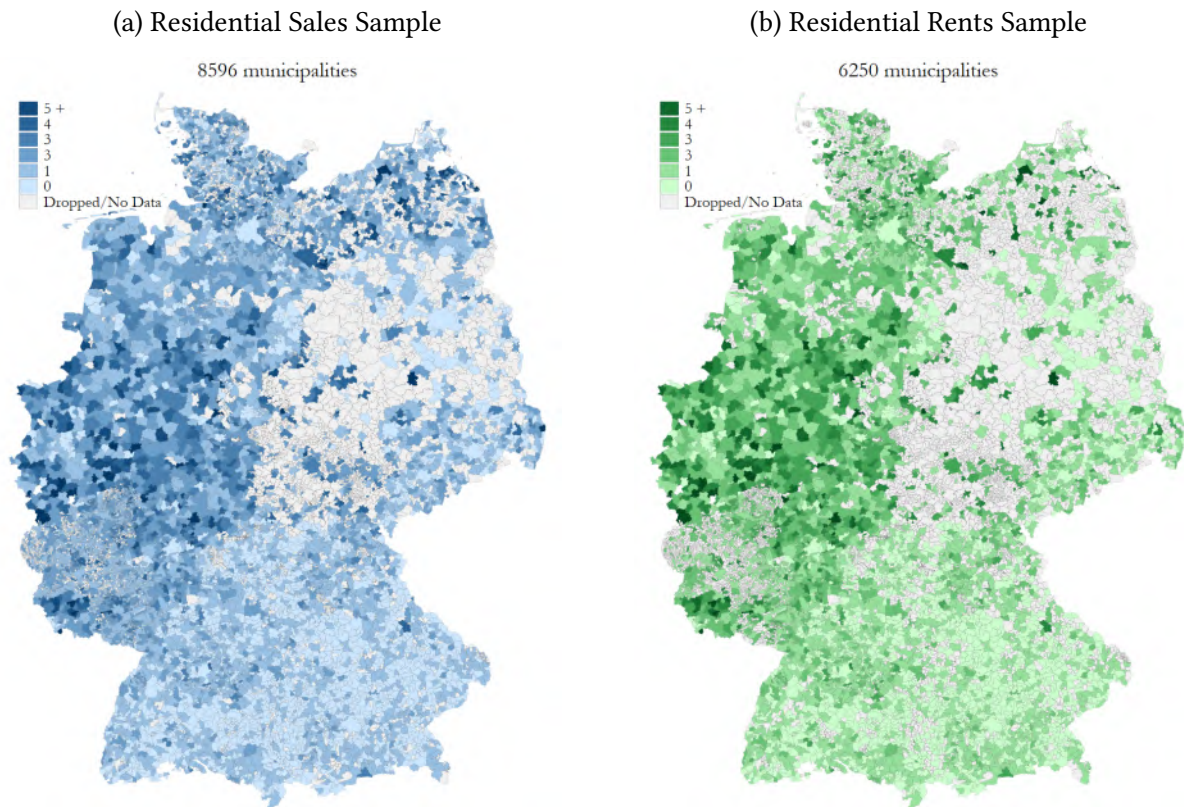 (a) Residential Sales Sample
8596 municipalities
5 +
4
3
3
1
0
Dropped/No Data
(b) Residential Rents Sample
6250 municipalities
5 +
4
3
3
1
0
Dropped/No Data